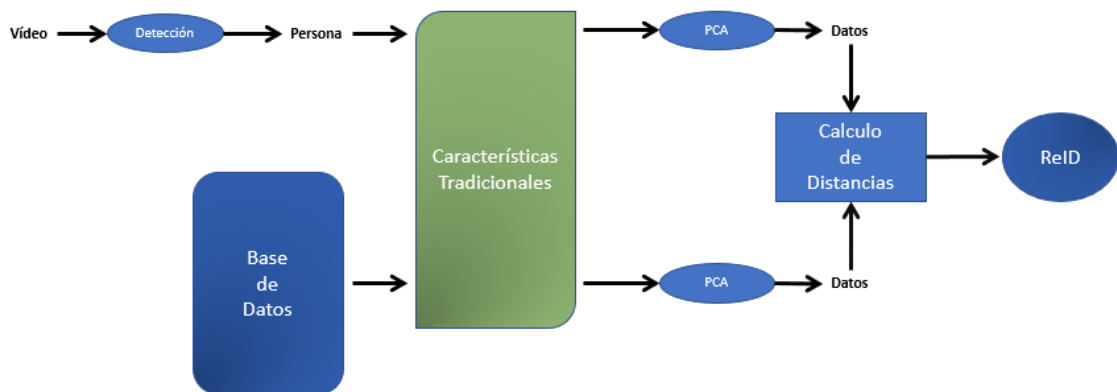 Vídeo
Detección
Persona
PCA
Datos
Características
Tradicionales
Calculo
de
Distancias
ReID
Base
de
Datos
PCA
Datos